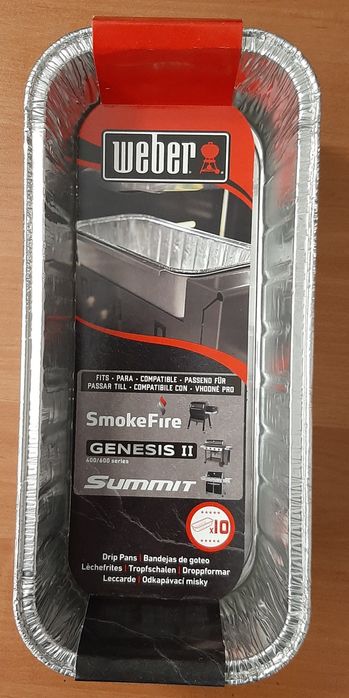 weber
FITS - PARA - COMPATIBLE - PASSEND FÜR
PASSAR TILL - COMPATIBILE CON - VHODNÉ PRO
SmokeFire
GENESIS II
400/600 series
Summit
x10
Drip Pans | Bandejas de goteo
Lèchefrites | Tropfschalen | Droppformar
Leccarde | Odkapávací misky